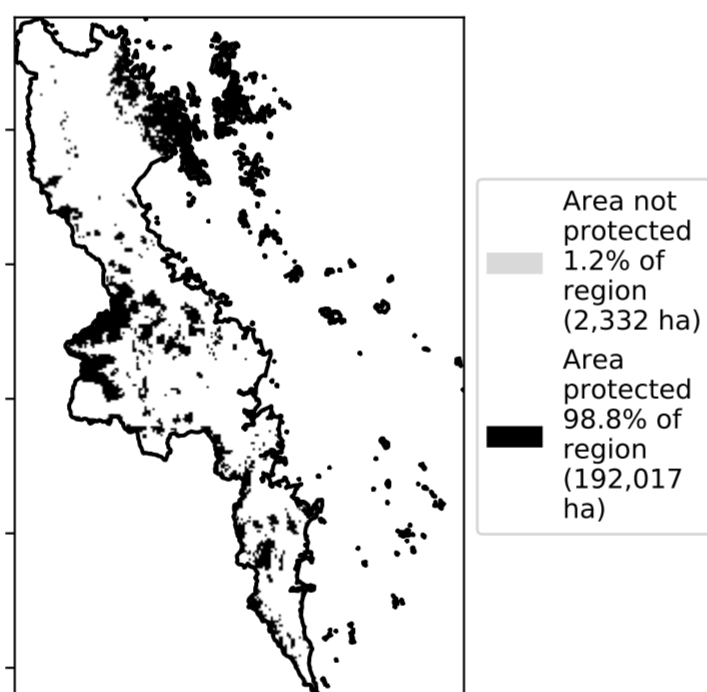 Area not
protected
1.2% of
region
(2,332 ha)
Area
protected
98.8% of
region
(192,017
ha)